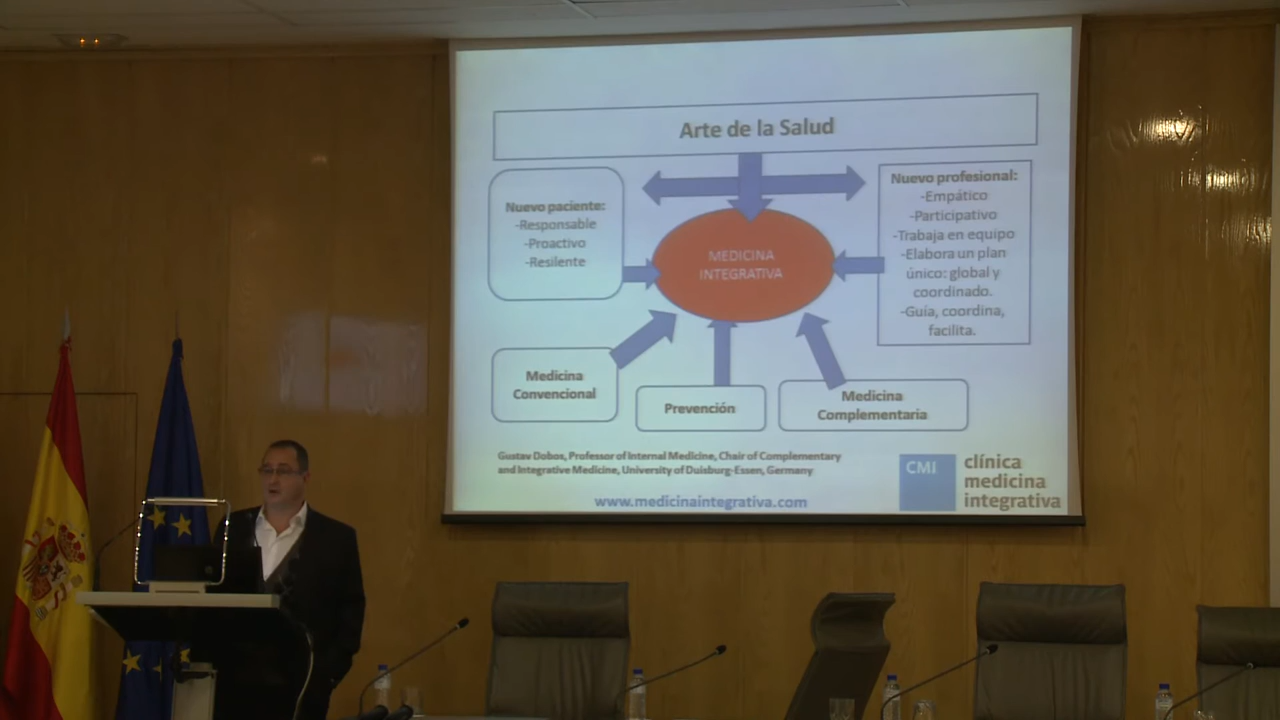 Arte de la Salud
Nuevo paciente:
-Responsable
-Proactivo
-Resilente
MEDICINA
INTEGRATIVA
Nuevo profesional:
-Empático
-Participativo
-Trabaja en equipo
-Elabora un plan
único: global y
coordinado.
-Guía, coordina,
facilita.
Medicina
Convencional
Prevención
Medicina
Complementaria
Gustav Dobos, Professor of Internal Medicine, Chair of Complementary
and Integrative Medicine, University of Duisburg-Essen, Germany
www.medicinaintegrativa.com
CMI
clínica
medicina
integrativa